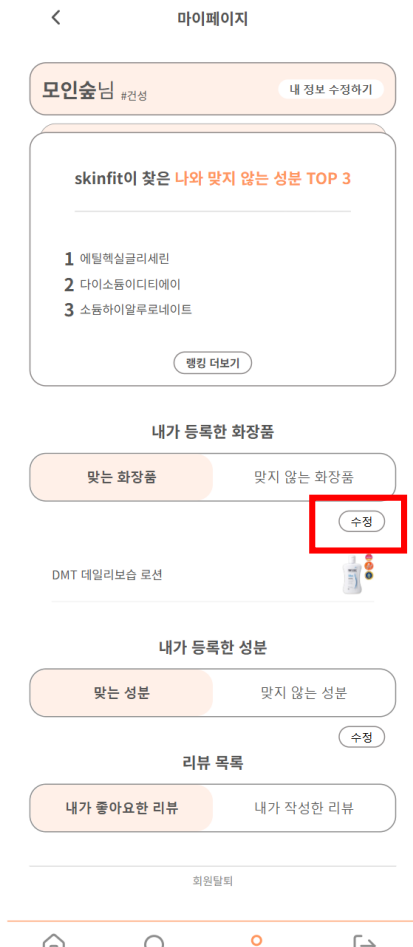 마이페이지
모인숲님 #건성
내 정보 수정하기
skinfit이 찾은 나와 맞지 않는 성분 TOP 3
1 에틸헥실글리세린
2 다이소듐이디티에이
3 소듐하이알루로네이트
랭킹 더보기
내가 등록한 화장품
맞는 화장품
맞지 않는 화장품
수정
DMT 데일리보습 로션
내가 등록한 성분
맞는 성분
맞지 않는 성분
수정
리뷰 목록
내가 좋아요한 리뷰
내가 작성한 리뷰
회원탈퇴